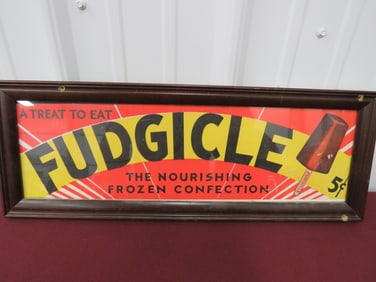 A TREAT TO EAT
FUDGICLE
THE NOURISHING
FROZEN CONFECTION
5¢